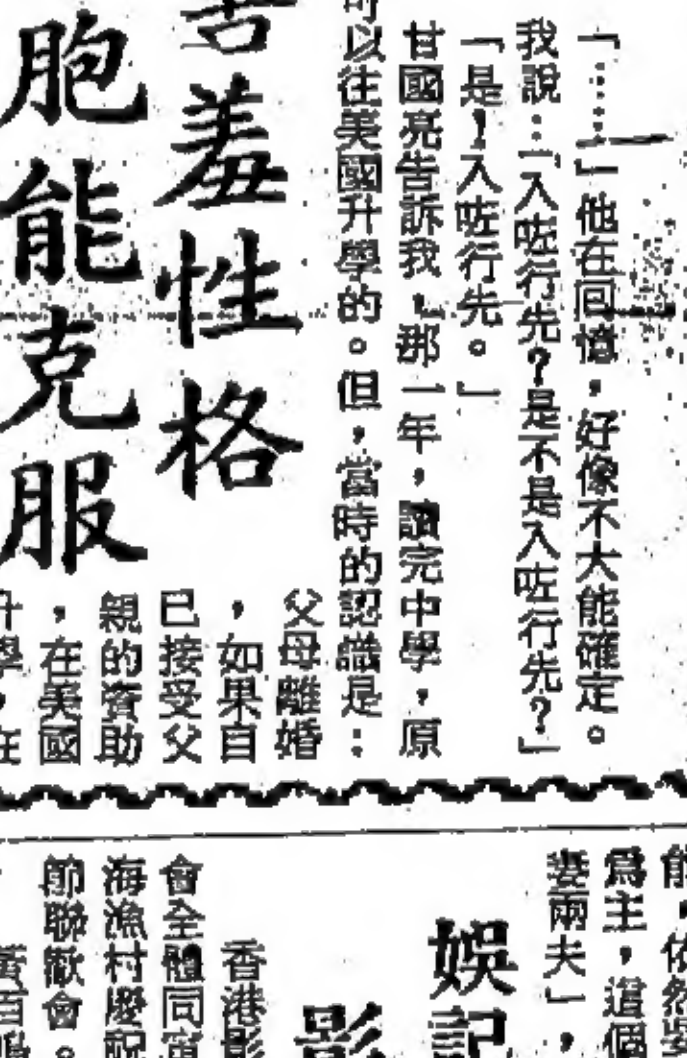 「……」他在回憶，好像不大能確定。
我說：「入咗行先？是不是入咗行先？」
「是！入咗行先。」
甘國亮告訴我，那一年，讀完中學，原
可以往美國升學的。但，當時的認識是：
父母離婚
，如果自
已接受父
親的資助
，在美國
升學，在
羞性格
胞能克服
能，依然
為主，這個
妻兩夫」，
娛記
影
香港影
會全體同寅
海漁村慶祝
節聯歡會。